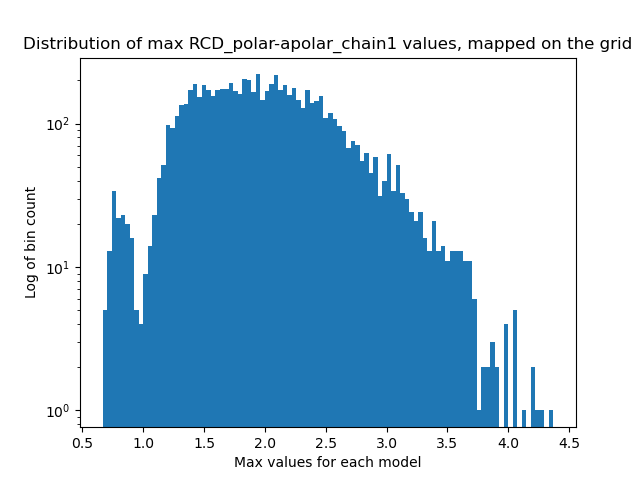 Distribution of max RCD_polar-apolar_chain1 values, mapped on the grid
Log of bin count
10²
10¹
10⁰
0.5 1.0 1.5 2.0 2.5 3.0 3.5 4.0 4.5
Max values for each model